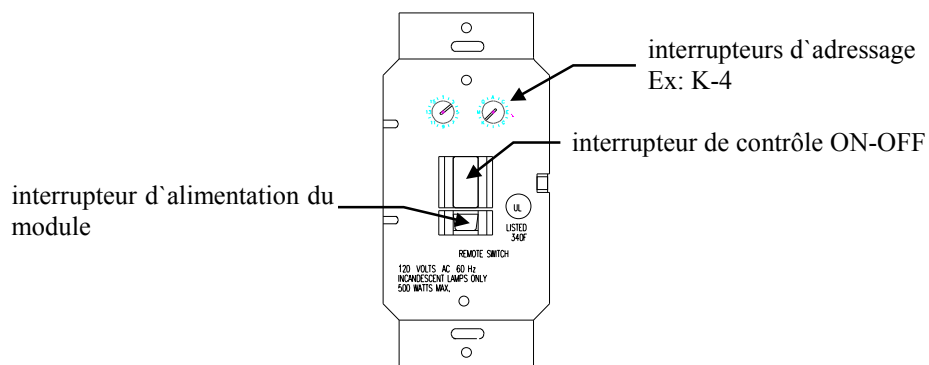 interrupteurs d`adressage
Ex: K-4
interrupteur de contrôle ON-OFF
interrupteur d`alimentation du
module
UL
LISTED
340F
REMOTE SWITCH
120 VOLTS AC 60 Hz
INCANDESCENT LAMPS ONLY
500 WATTS MAX.